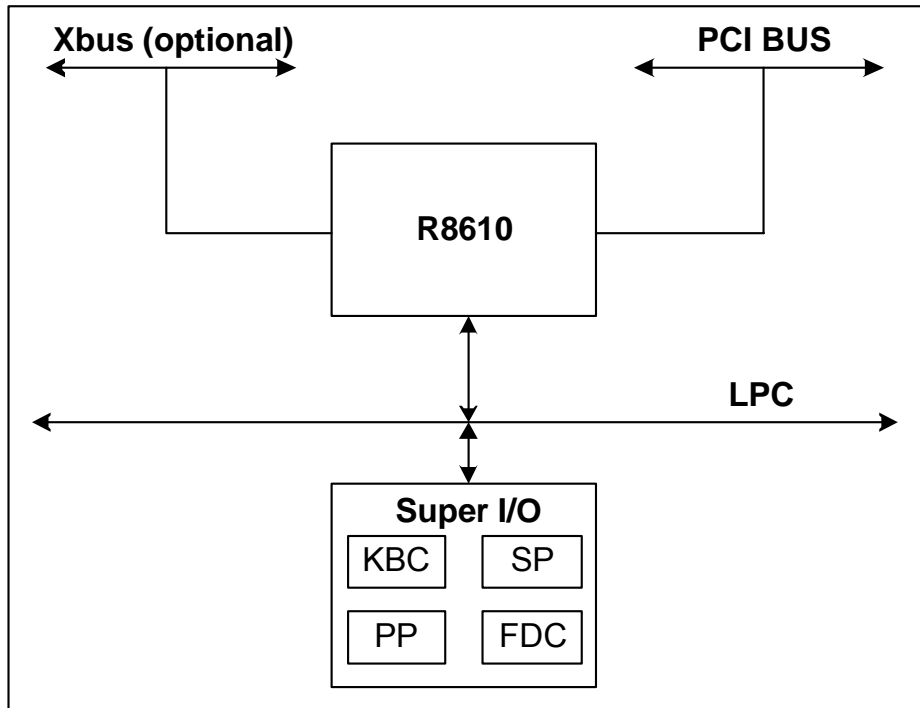 Xbus (optional)
PCI BUS
R8610
LPC
Super I/O
KBC
SP
PP
FDC